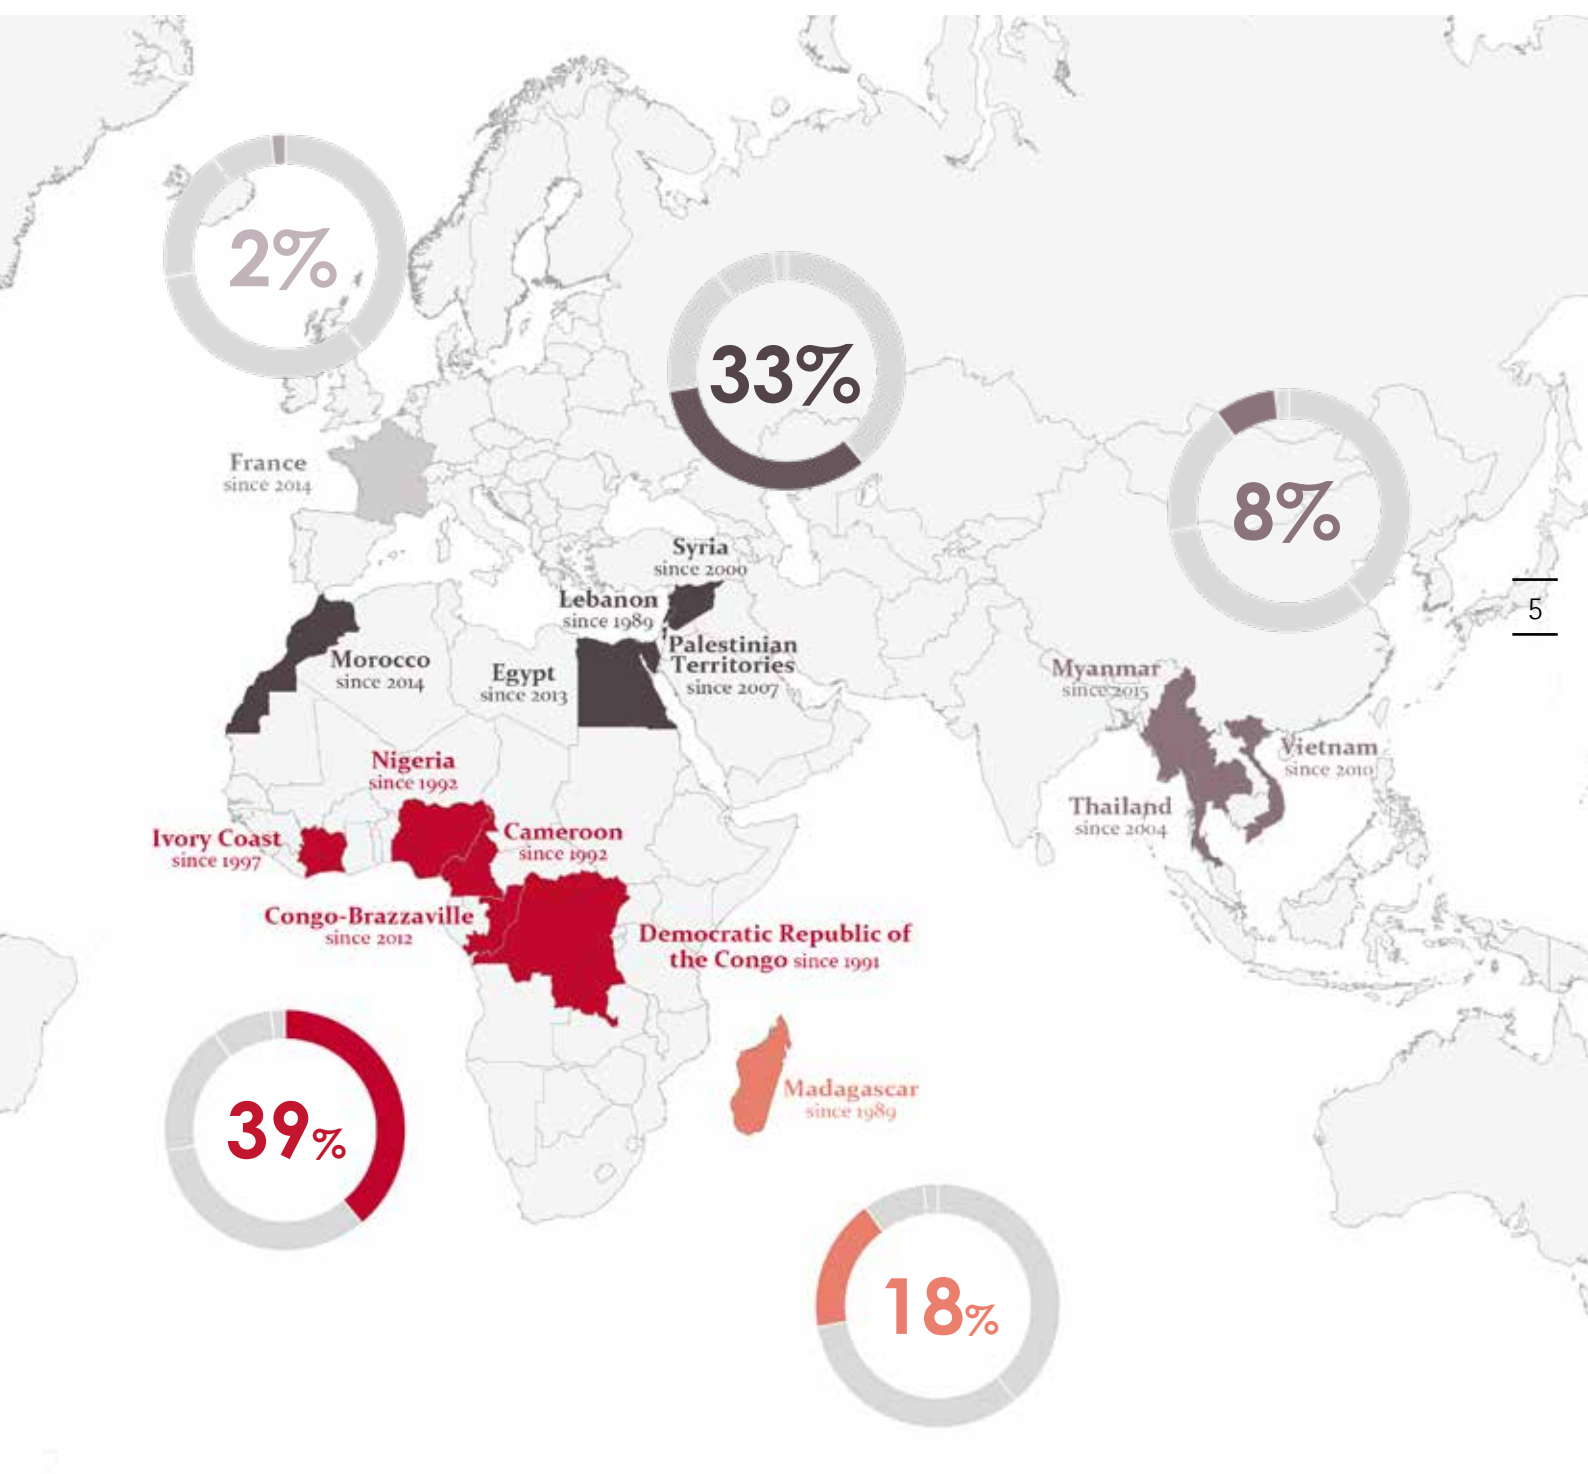 2%
33%
8%
France
since 2014
Syria
since 2000
Lebanon
since 1989
5
Palestinian
Territories
since 2007
Morocco
since 2014
Egypt
since 2013
Myanmar
since 2015
Vietnam
since 2010
Thailand
since 2004
Nigeria
since 1992
Ivory Coast
since 1997
Cameroon
since 1992
Congo-Brazzaville
since 2012
Democratic Republic of
the Congo since 1991
39%
Madagascar
since 1989
18%